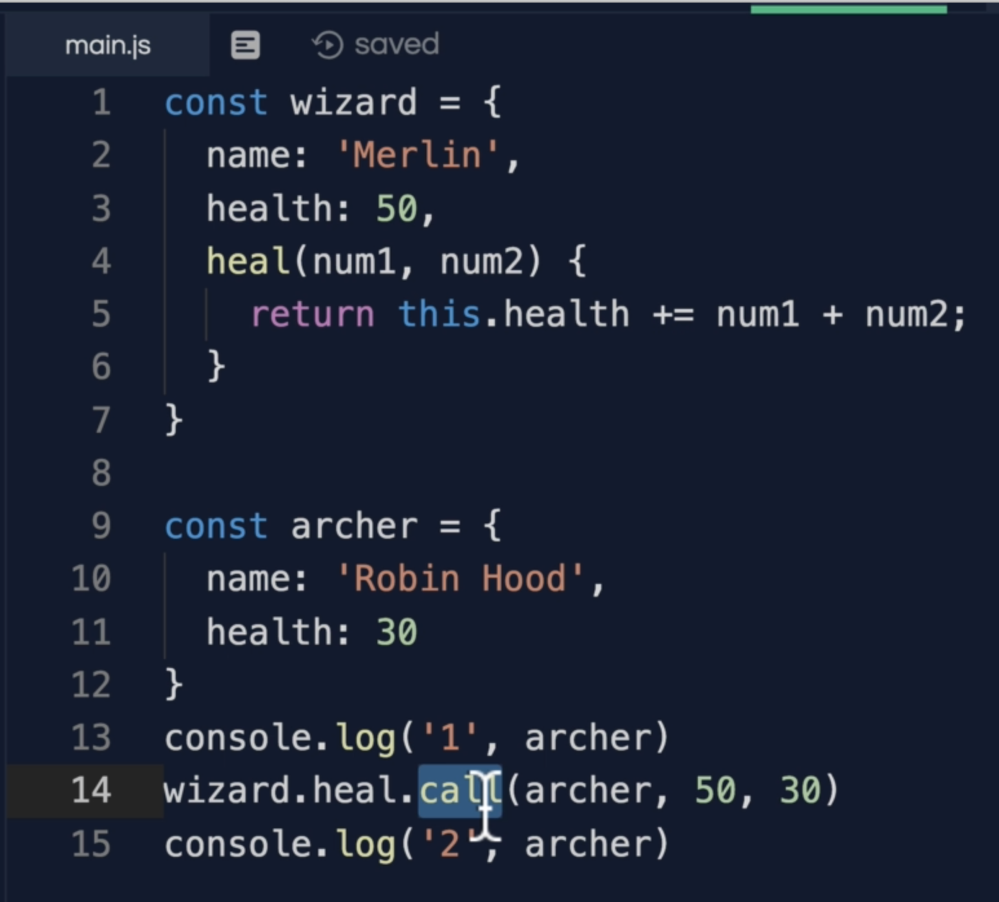 main.js saved
1 const wizard = {
2 name: 'Merlin',
3 health: 50,
4 heal(num1, num2) {
5 return this.health += num1 + num2;
6 }
7 }
8
9 const archer = {
10 name: 'Robin Hood',
11 health: 30
12 }
13 console.log('1', archer)
14 wizard.heal.call(archer, 50, 30)
15 console.log('2', archer)